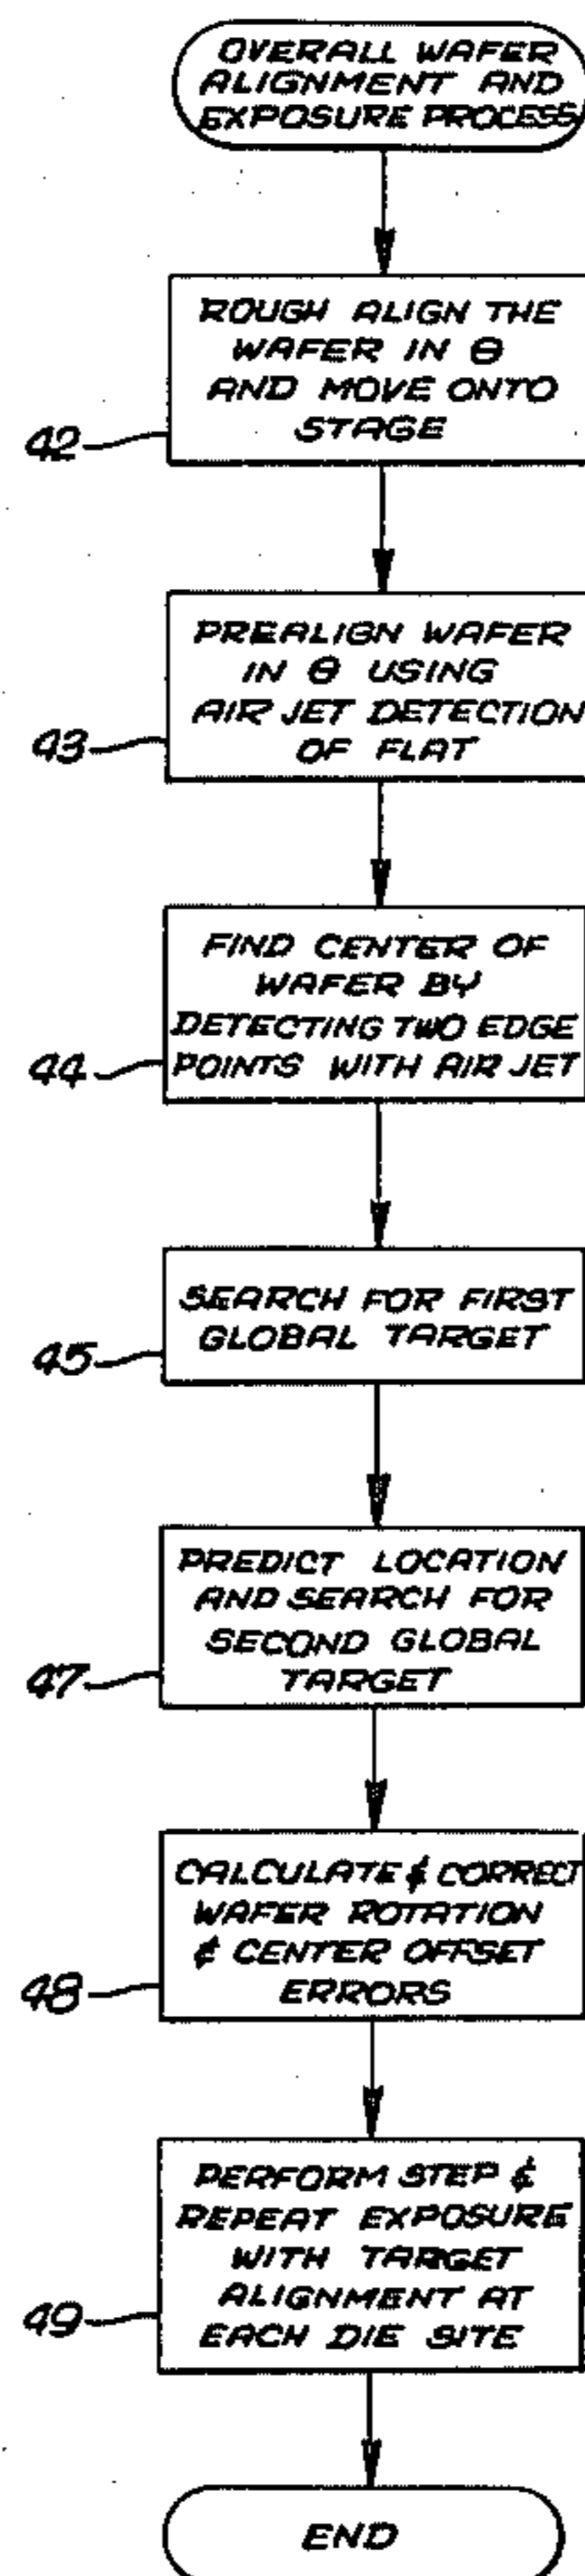 OVERALL WAFER
ALIGNMENT AND
EXPOSURE PROCESS
ROUGH ALIGN THE
WAFER IN θ
AND MOVE ONTO
STAGE
42
PREALIGN WAFER
IN θ USING
AIR JET DETECTION
OF FLAT
43
FIND CENTER OF
WAFER BY
DETECTING TWO EDGE
POINTS WITH AIR JET
44
SEARCH FOR FIRST
GLOBAL TARGET
45
PREDICT LOCATION
AND SEARCH FOR
SECOND GLOBAL
TARGET
47
CALCULATE & CORRECT
WAFER ROTATION
& CENTER OFFSET
ERRORS
48
PERFORM STEP &
REPEAT EXPOSURE
WITH TARGET
ALIGNMENT AT
EACH DIE SITE
49
END